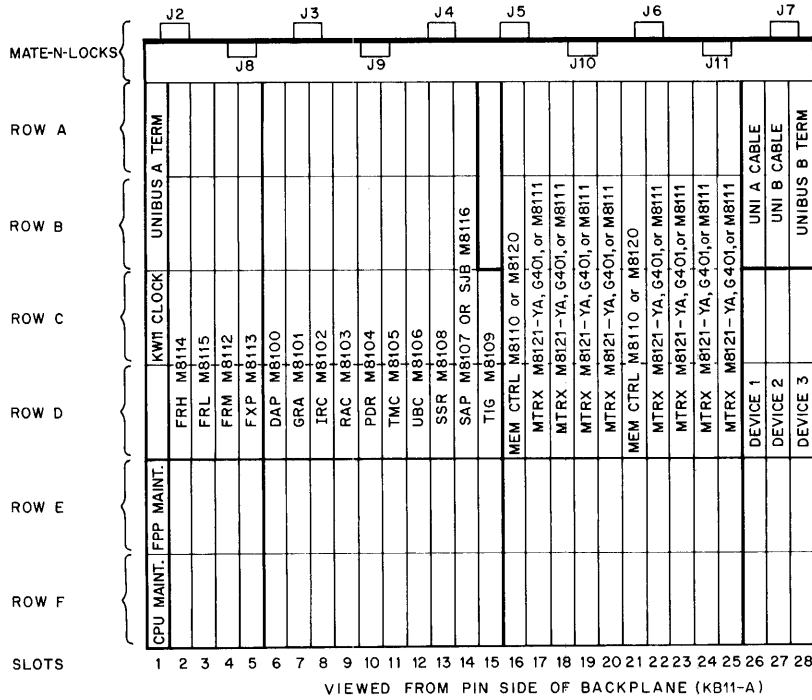 J2 J3 J4 J5 J6 J7
MATE-N-LOCKS
J8 J9 J10 J11
ROW A
ROW B
ROW C
ROW D
ROW E
ROW F
UNIBUS A TERM
KW11 CLOCK
FPP MAINT.
CPU MAINT.
FRH M8114
FRL M8115
FRM M8112
FXP M8113
DAP M8100
GRA M8101
IRC M8102
RAC M8103
PDR M8104
TMC M8105
UBC M8106
SSR M8108
SAP M8107 OR SJB M8116
TIG M8109
MEM CTRL M8110 or M8120
MTRX M8121-YA, G401, or M8111
MTRX M8121-YA, G401, or M8111
MTRX M8121-YA, G401, or M8111
MTRX M8121-YA, G401, or M8111
MEM CTRL M8110 or M8120
MTRX M8121-YA, G401, or M8111
MTRX M8121-YA, G401, or M8111
MTRX M8121-YA, G401, or M8111
MTRX M8121-YA, G401, or M8111
UNI A CABLE
DEVICE 1
UNI B CABLE
DEVICE 2
UNIBUS B TERM
DEVICE 3
SLOTS 1 2 3 4 5 6 7 8 9 10 11 12 13 14 15 16 17 18 19 20 21 22 23 24 25 26 27 28
VIEWED FROM PIN SIDE OF BACKPLANE (KB11-A)